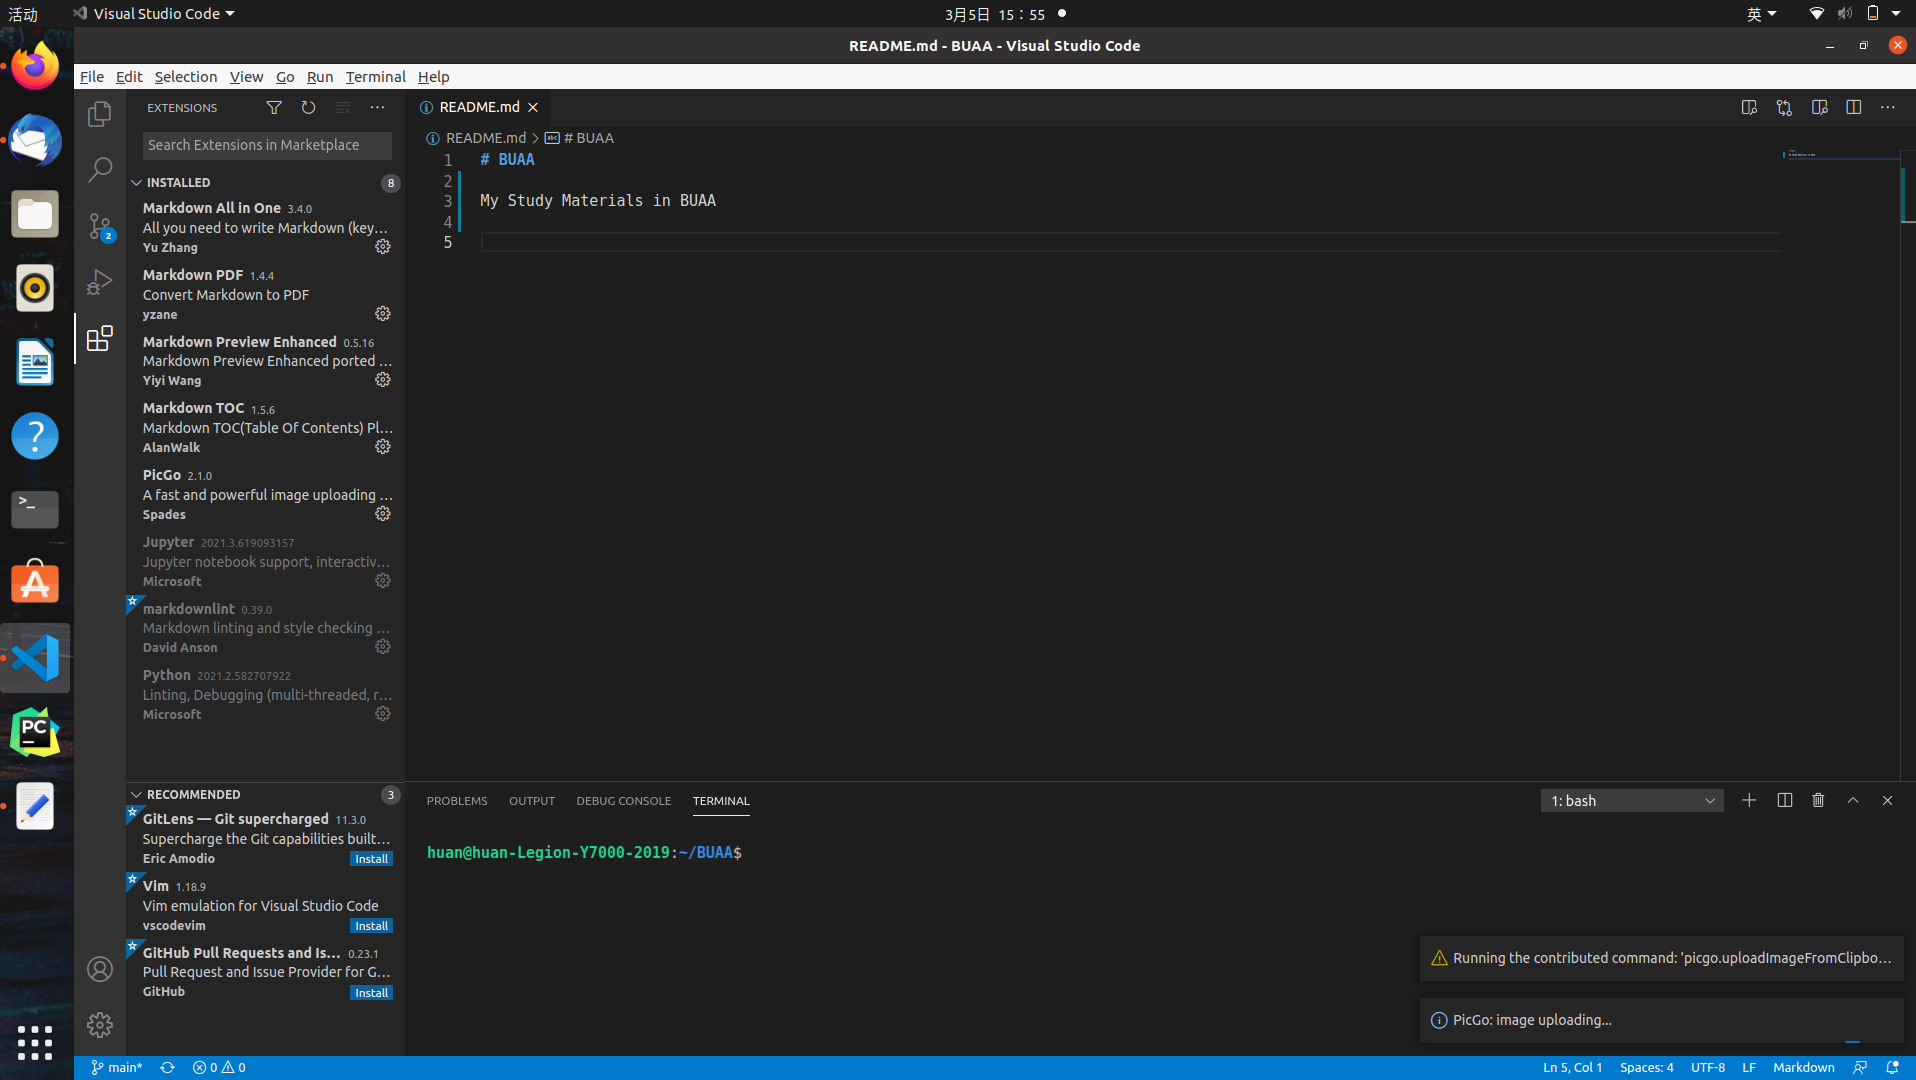 活动
Visual Studio Code
3月5日 15：55
英
README.md - BUAA - Visual Studio Code
File Edit Selection View Go Run Terminal Help
EXTENSIONS
Search Extensions in Marketplace
INSTALLED 8
Markdown All in One 3.4.0
All you need to write Markdown (key…
Yu Zhang
Markdown PDF 1.4.4
Convert Markdown to PDF
yzane
Markdown Preview Enhanced 0.5.16
Markdown Preview Enhanced ported …
Yiyi Wang
Markdown TOC 1.5.6
Markdown TOC(Table Of Contents) Pl…
AlanWalk
PicGo 2.1.0
A fast and powerful image uploading …
Spades
Jupyter 2021.3.619093157
Jupyter notebook support, interactiv…
Microsoft
markdownlint 0.39.0
Markdown linting and style checking …
David Anson
Python 2021.2.582707922
Linting, Debugging (multi-threaded, r…
Microsoft
RECOMMENDED 3
GitLens — Git supercharged 11.3.0
Supercharge the Git capabilities built…
Eric Amodio Install
Vim 1.18.9
Vim emulation for Visual Studio Code
vscodevim Install
GitHub Pull Requests and Is… 0.23.1
Pull Request and Issue Provider for G…
GitHub Install
2
README.md
README.md > # BUAA
1 # BUAA
2
3 My Study Materials in BUAA
4
5
PROBLEMS OUTPUT DEBUG CONSOLE TERMINAL
1: bash
huan@huan-Legion-Y7000-2019:~/BUAA$
Running the contributed command: 'picgo.uploadImageFromClipbo…
PicGo: image uploading...
main* 0 0
Ln 5, Col 1 Spaces: 4 UTF-8 LF Markdown
PC